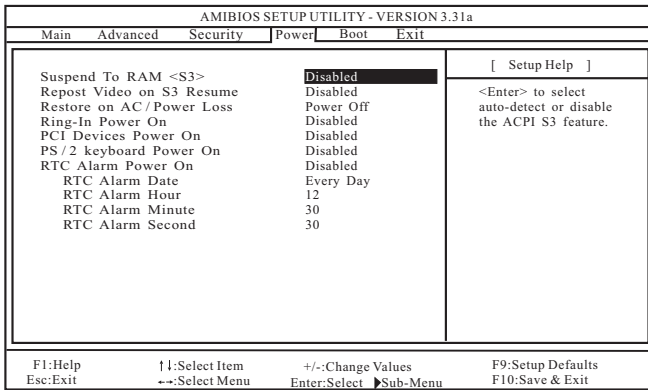 AMIBIOS SETUP UTILITY - VERSION 3.31a
Main Advanced Security Power Boot Exit
[ Setup Help ]
Suspend To RAM <S3> Disabled
Repost Video on S3 Resume Disabled
Restore on AC/Power Loss Power Off
Ring-In Power On Disabled
PCI Devices Power On Disabled
PS/2 keyboard Power On Disabled
RTC Alarm Power On Disabled
RTC Alarm Date Every Day
RTC Alarm Hour 12
RTC Alarm Minute 30
RTC Alarm Second 30
<Enter> to select
auto-detect or disable
the ACPI S3 feature.
F1:Help ↑↓:Select Item +/-:Change Values F9:Setup Defaults
Esc:Exit ←→:Select Menu Enter:Select ▶Sub-Menu F10:Save & Exit